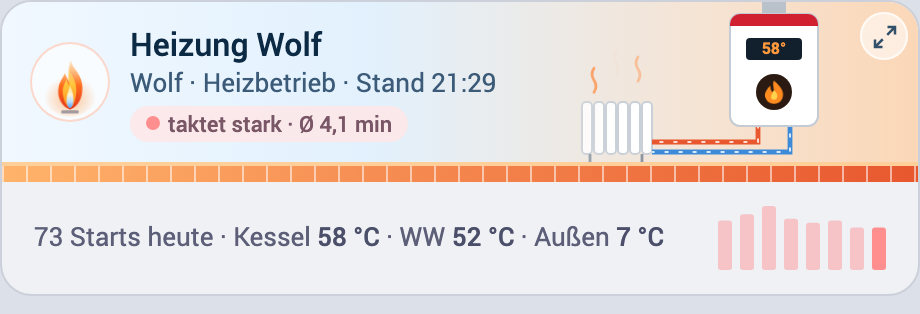 Heizung Wolf
Wolf · Heizbetrieb · Stand 21:29
taktet stark · Ø 4,1 min
58°
73 Starts heute · Kessel 58 °C · WW 52 °C · Außen 7 °C